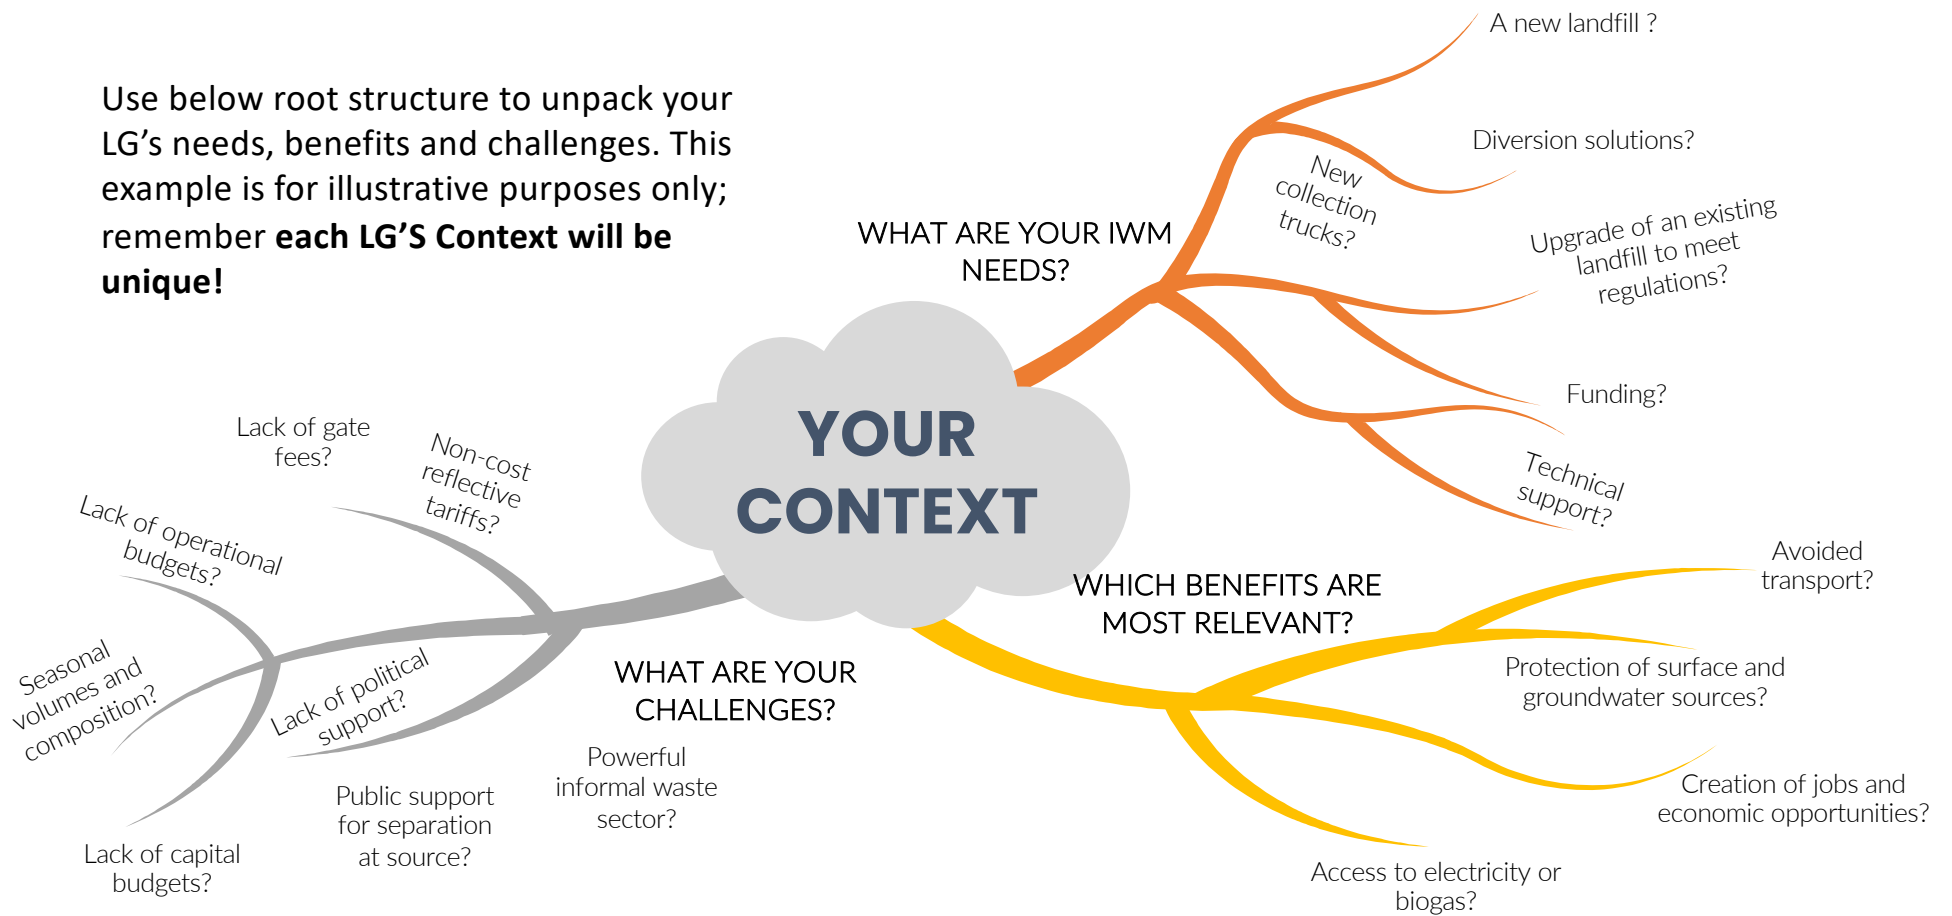 Use below root structure to unpack your
LG's needs, benefits and challenges. This
example is for illustrative purposes only;
remember each LG'S Context will be
unique!
WHAT ARE YOUR IWM
NEEDS?
A new landfill ?
Diversion solutions?
New
collection
trucks?
Upgrade of an existing
landfill to meet
regulations?
Funding?
Technical
support?
YOUR
CONTEXT
WHICH BENEFITS ARE
MOST RELEVANT?
Avoided
transport?
Protection of surface and
groundwater sources?
Creation of jobs and
economic opportunities?
Access to electricity or
biogas?
WHAT ARE YOUR
CHALLENGES?
Lack of gate
fees?
Non-cost
reflective
tariffs?
Lack of operational
budgets?
Seasonal
volumes and
composition?
Lack of political
support?
Lack of capital
budgets?
Public support
for separation
at source?
Powerful
informal waste
sector?